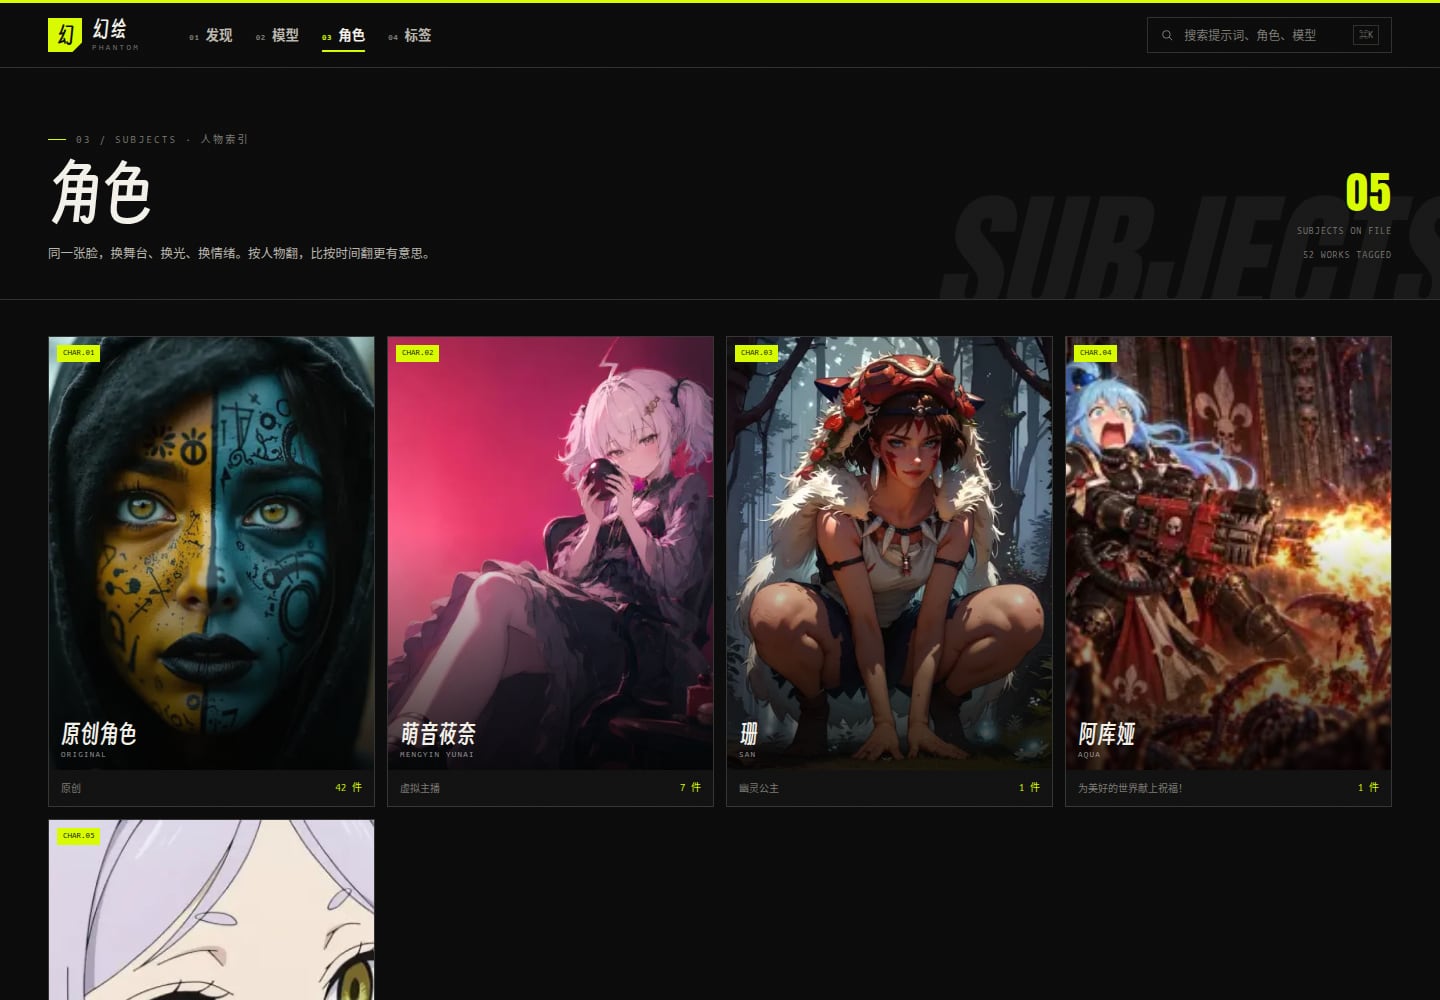 幻 幻绘
PHANTOM
01 发现 02 模型 03 角色 04 标签
搜索提示词、角色、模型 ⌘K
03 / SUBJECTS · 人物索引
角色
同一张脸，换舞台、换光、换情绪。按人物翻，比按时间翻更有意思。
SUBJECTS
05
SUBJECTS ON FILE
52 WORKS TAGGED
CHAR.01
原创角色
ORIGINAL
原创 42 件
CHAR.02
萌音莜奈
MENGYIN YUNAI
虚拟主播 7 件
CHAR.03
珊
SAN
幽灵公主 1 件
CHAR.04
阿库娅
AQUA
为美好的世界献上祝福! 1 件
CHAR.05